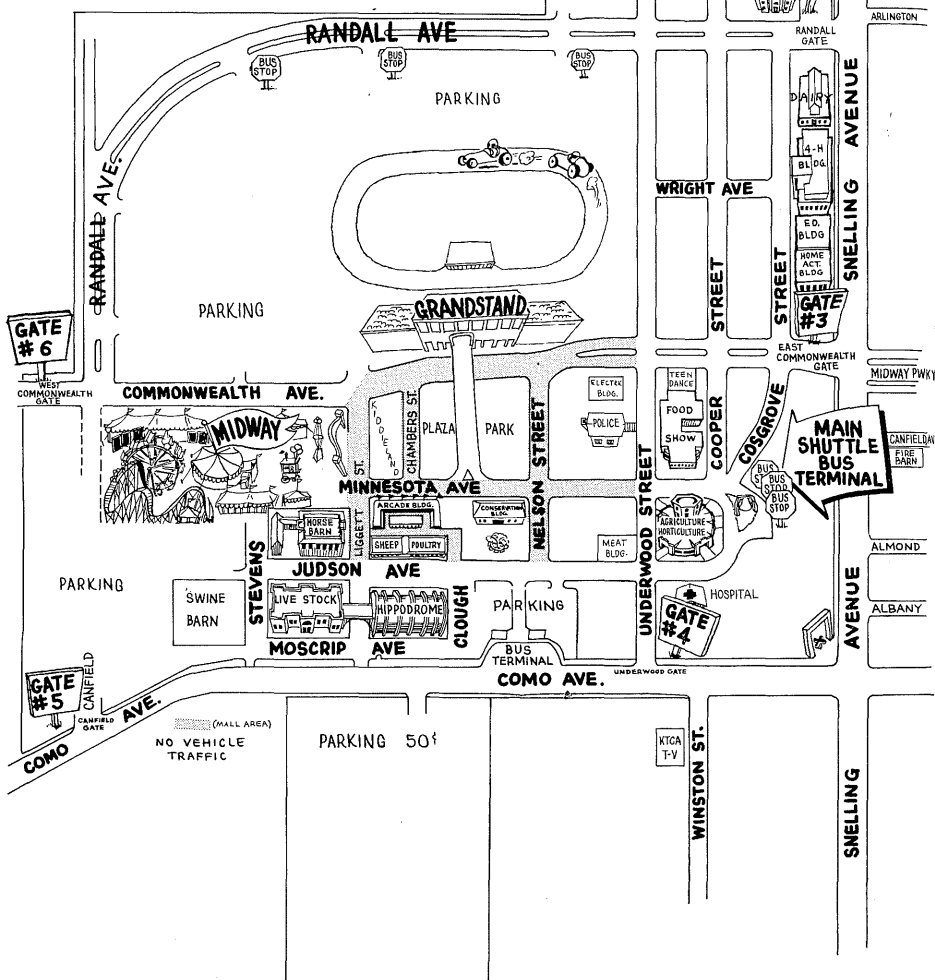 RANDALL AVE
ARLINGTON
RANDALL
GATE
BUS
STOP
BUS
STOP
BUS
STOP
PARKING
DAIRY
SNELLING AVENUE
4-H
BLDG.
RANDALL AVE.
WRIGHT AVE
ED.
BLDG
HOME
ACT.
BLDG
STREET
STREET
PARKING
GRANDSTAND
GATE
#3
GATE
#6
EAST
COMMONWEALTH
GATE
WEST
COMMONWEALTH
GATE
COMMONWEALTH AVE.
MIDWAY PKWY
ELECTRK
BLDG.
TEEN
DANCE
KIDDIELAND
CHAMBERS ST.
PLAZA
PARK
NELSON STREET
POLICE
FOOD
SHOW
COOPER
COSGROVE
MAIN
SHUTTLE
BUS
TERMINAL
CANFIELD AV
FIRE
BARN
MIDWAY
BUS
STOP
BUS
STOP
BUS
STOP
MINNESOTA AVE
LIGGETT ST.
ARCADE BLDG.
CONSERVATION
BLDG.
UNDERWOOD STREET
AGRICULTURE
HORTICULTURE
HORSE
BARN
SHEEP
POULTRY
MEAT
BLDG.
ALMOND
STEVENS
JUDSON AVE
PARKING
SWINE
BARN
LIVE STOCK
HIPPODROME
CLOUGH
PARKING
HOSPITAL
GATE
#4
ALBANY
AVENUE
MOSCRIP AVE
BUS
TERMINAL
COMO AVE.
UNDERWOOD GATE
GATE
#5
CANFIELD
CANFIELD
GATE
COMO AVE.
(MALL AREA)
NO VEHICLE
TRAFFIC
PARKING 50¢
KTCA
T-V
WINSTON ST.
SNELLING